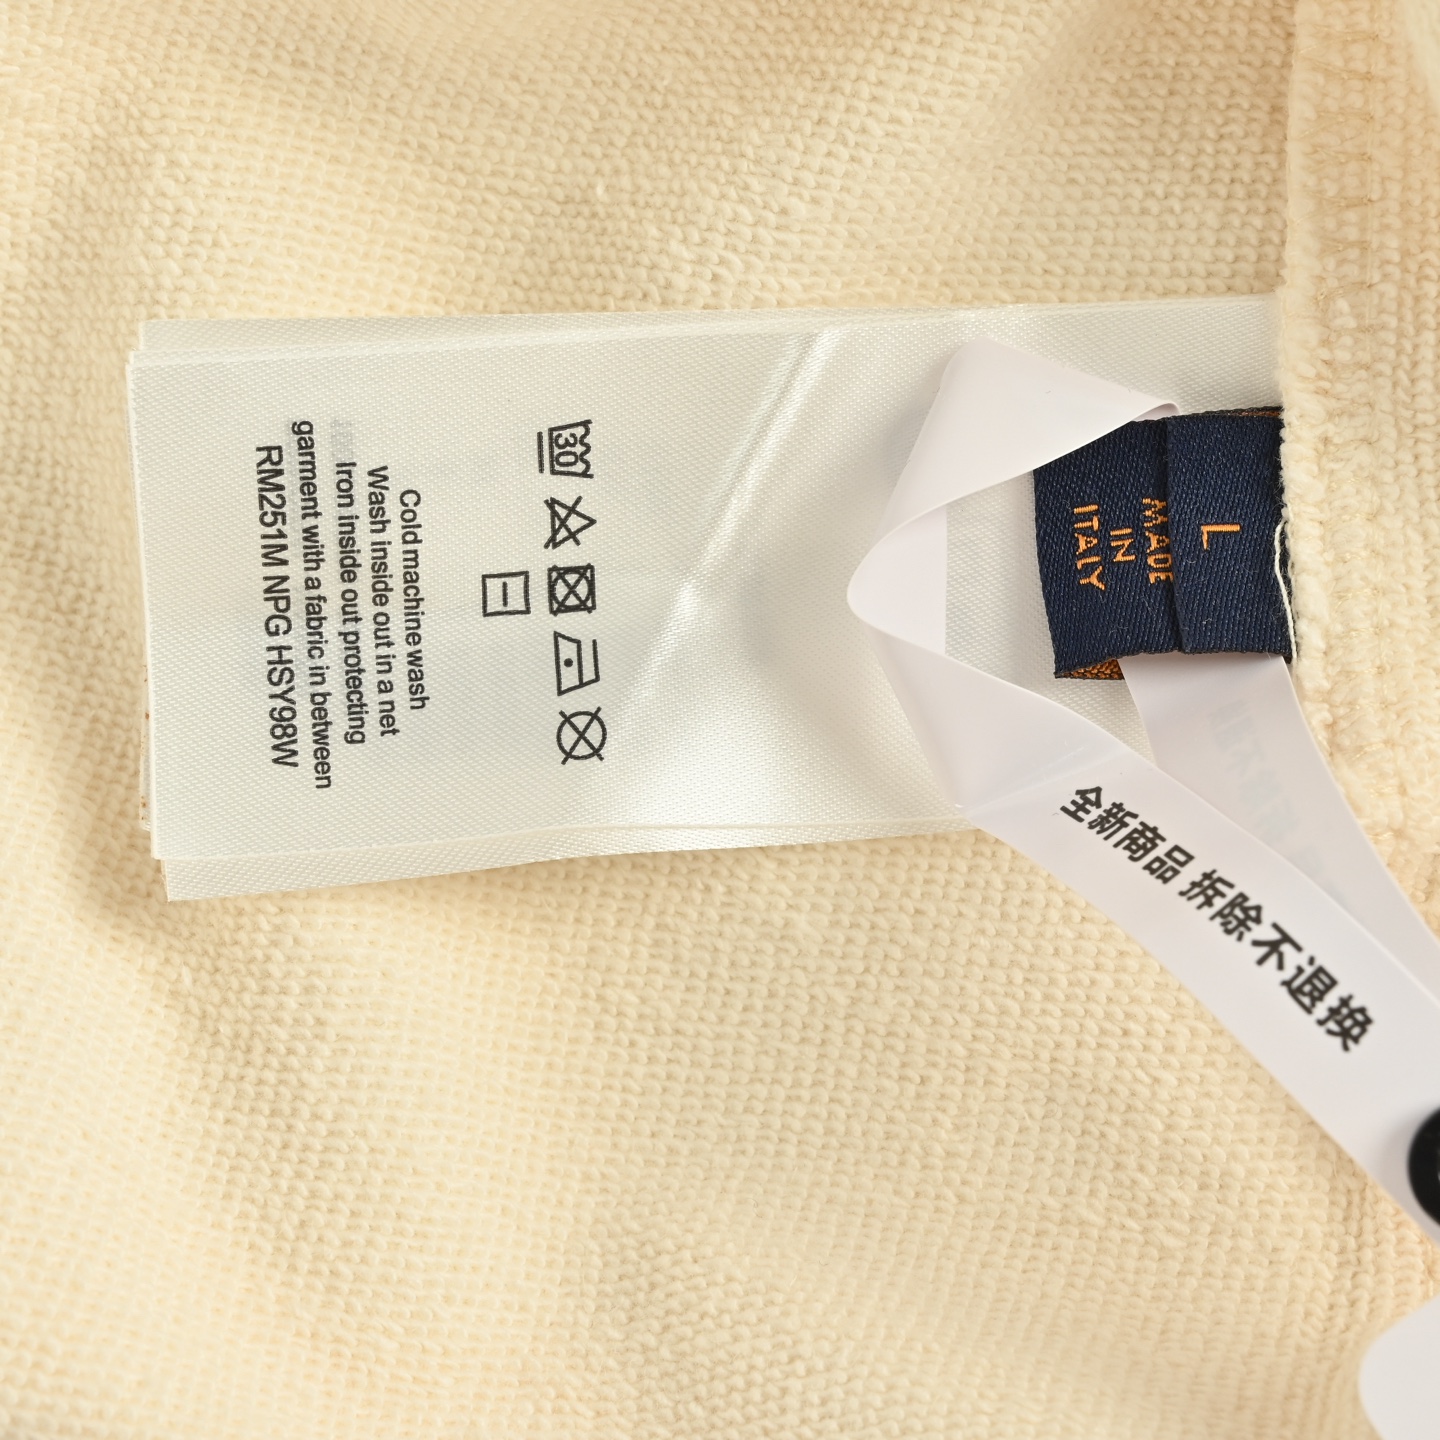 30
Cold machine wash
Wash inside out in a net
Iron inside out protecting
garment with a fabric in between
RM251M NPG HSY98W
L
MADE
IN
ITALY
全新商品 拆除不退换